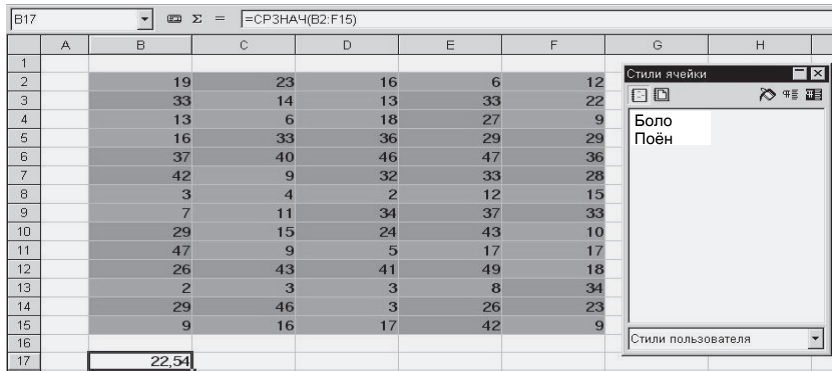 B17 Σ = =СРЗНАЧ(B2:F15)
A B C D E F G H
1
2 19 23 16 6 12
3 33 14 13 33 22
4 13 6 18 27 9
5 16 33 36 29 29
6 37 40 46 47 36
7 42 9 32 33 28
8 3 4 2 12 15
9 7 11 34 37 33
10 29 15 24 43 10
11 47 9 5 17 17
12 26 43 41 49 18
13 2 3 3 8 34
14 29 46 3 26 23
15 9 16 17 42 9
16
17 22,54
Стили ячейки
Боло
Поён
Стили пользователя